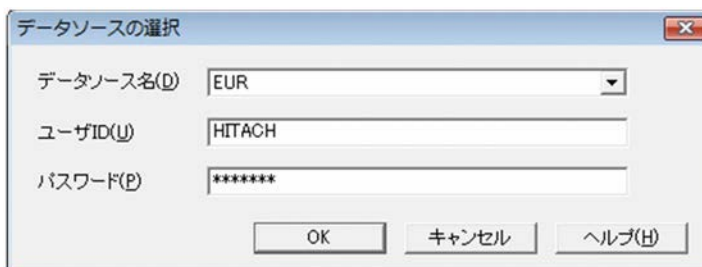 データソースの選択
データソース名(D) EUR
ユーザID(U) HITACH
パスワード(P) *******
OK キャンセル ヘルプ(H)